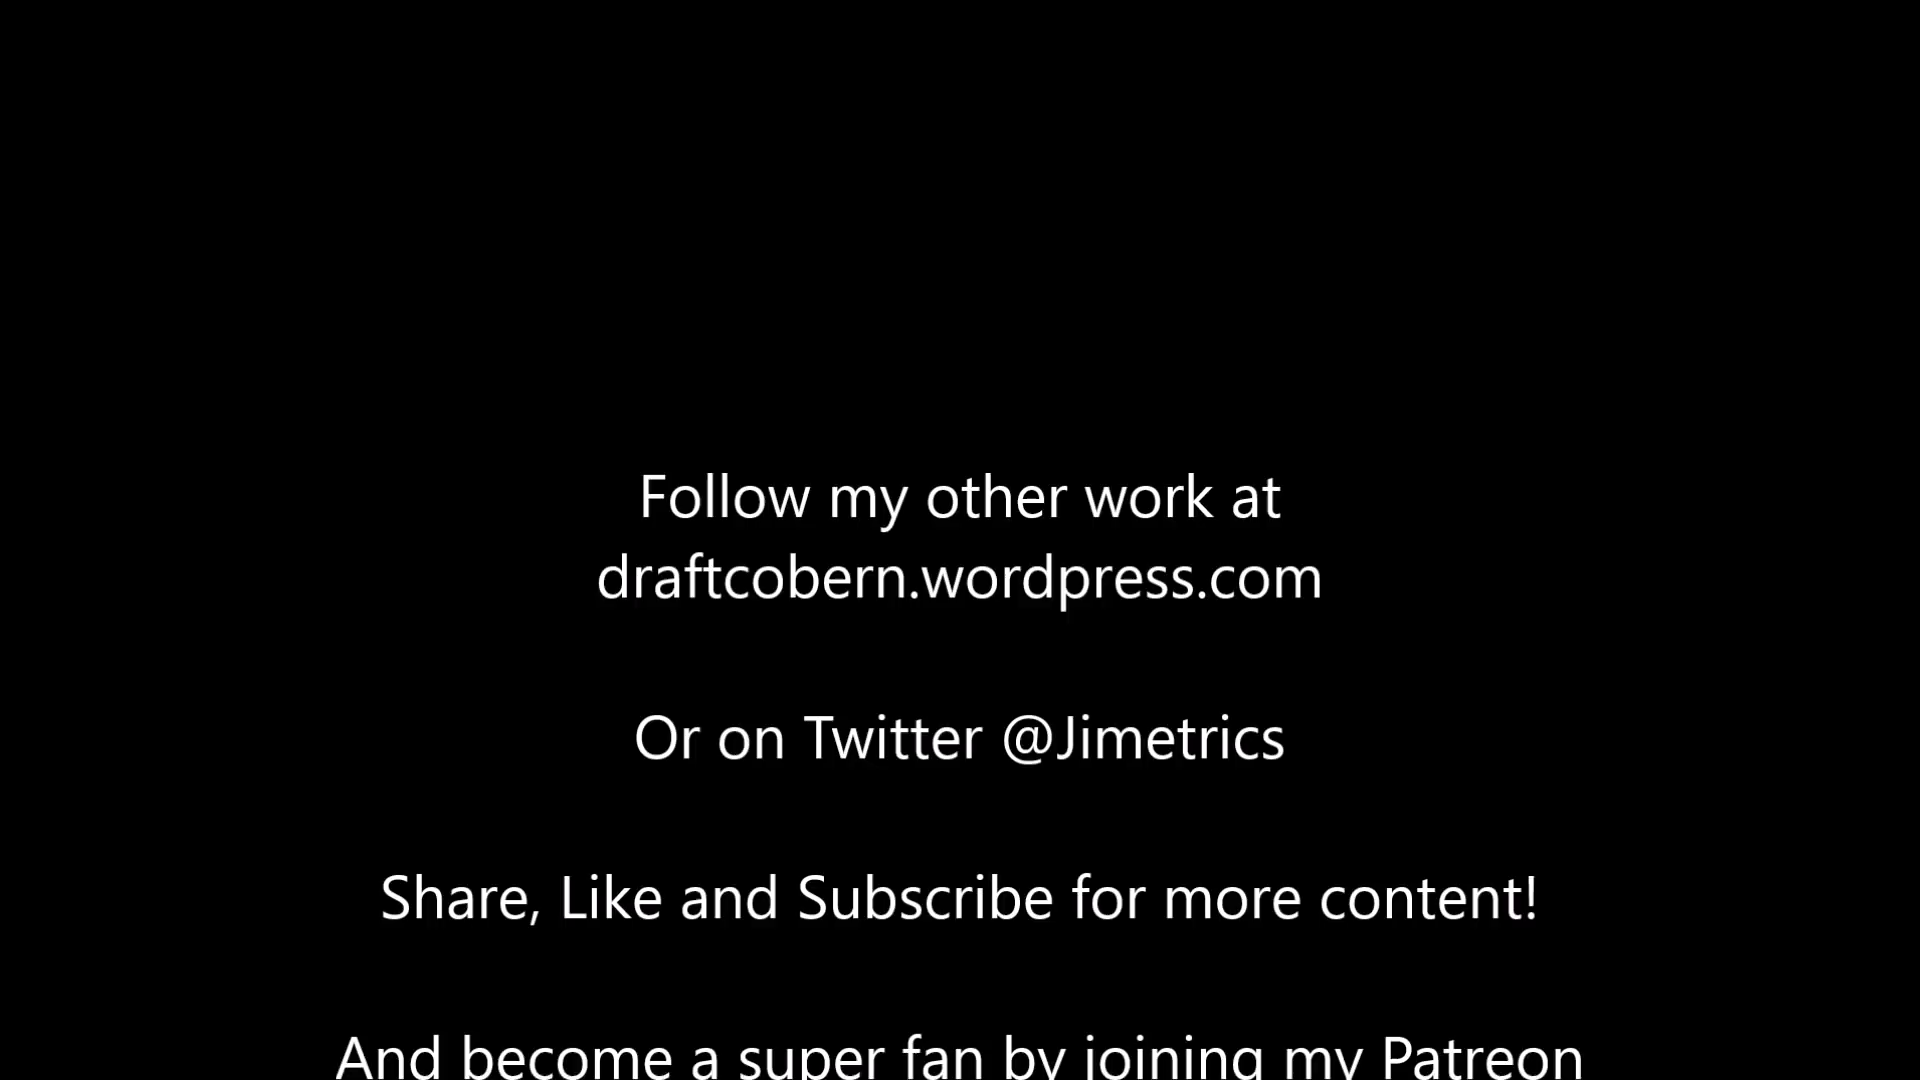 Follow my other work at
draftcobern.wordpress.com
Or on Twitter @Jimetrics
Share, Like and Subscribe for more content!
And become a super fan by joining my Patreon